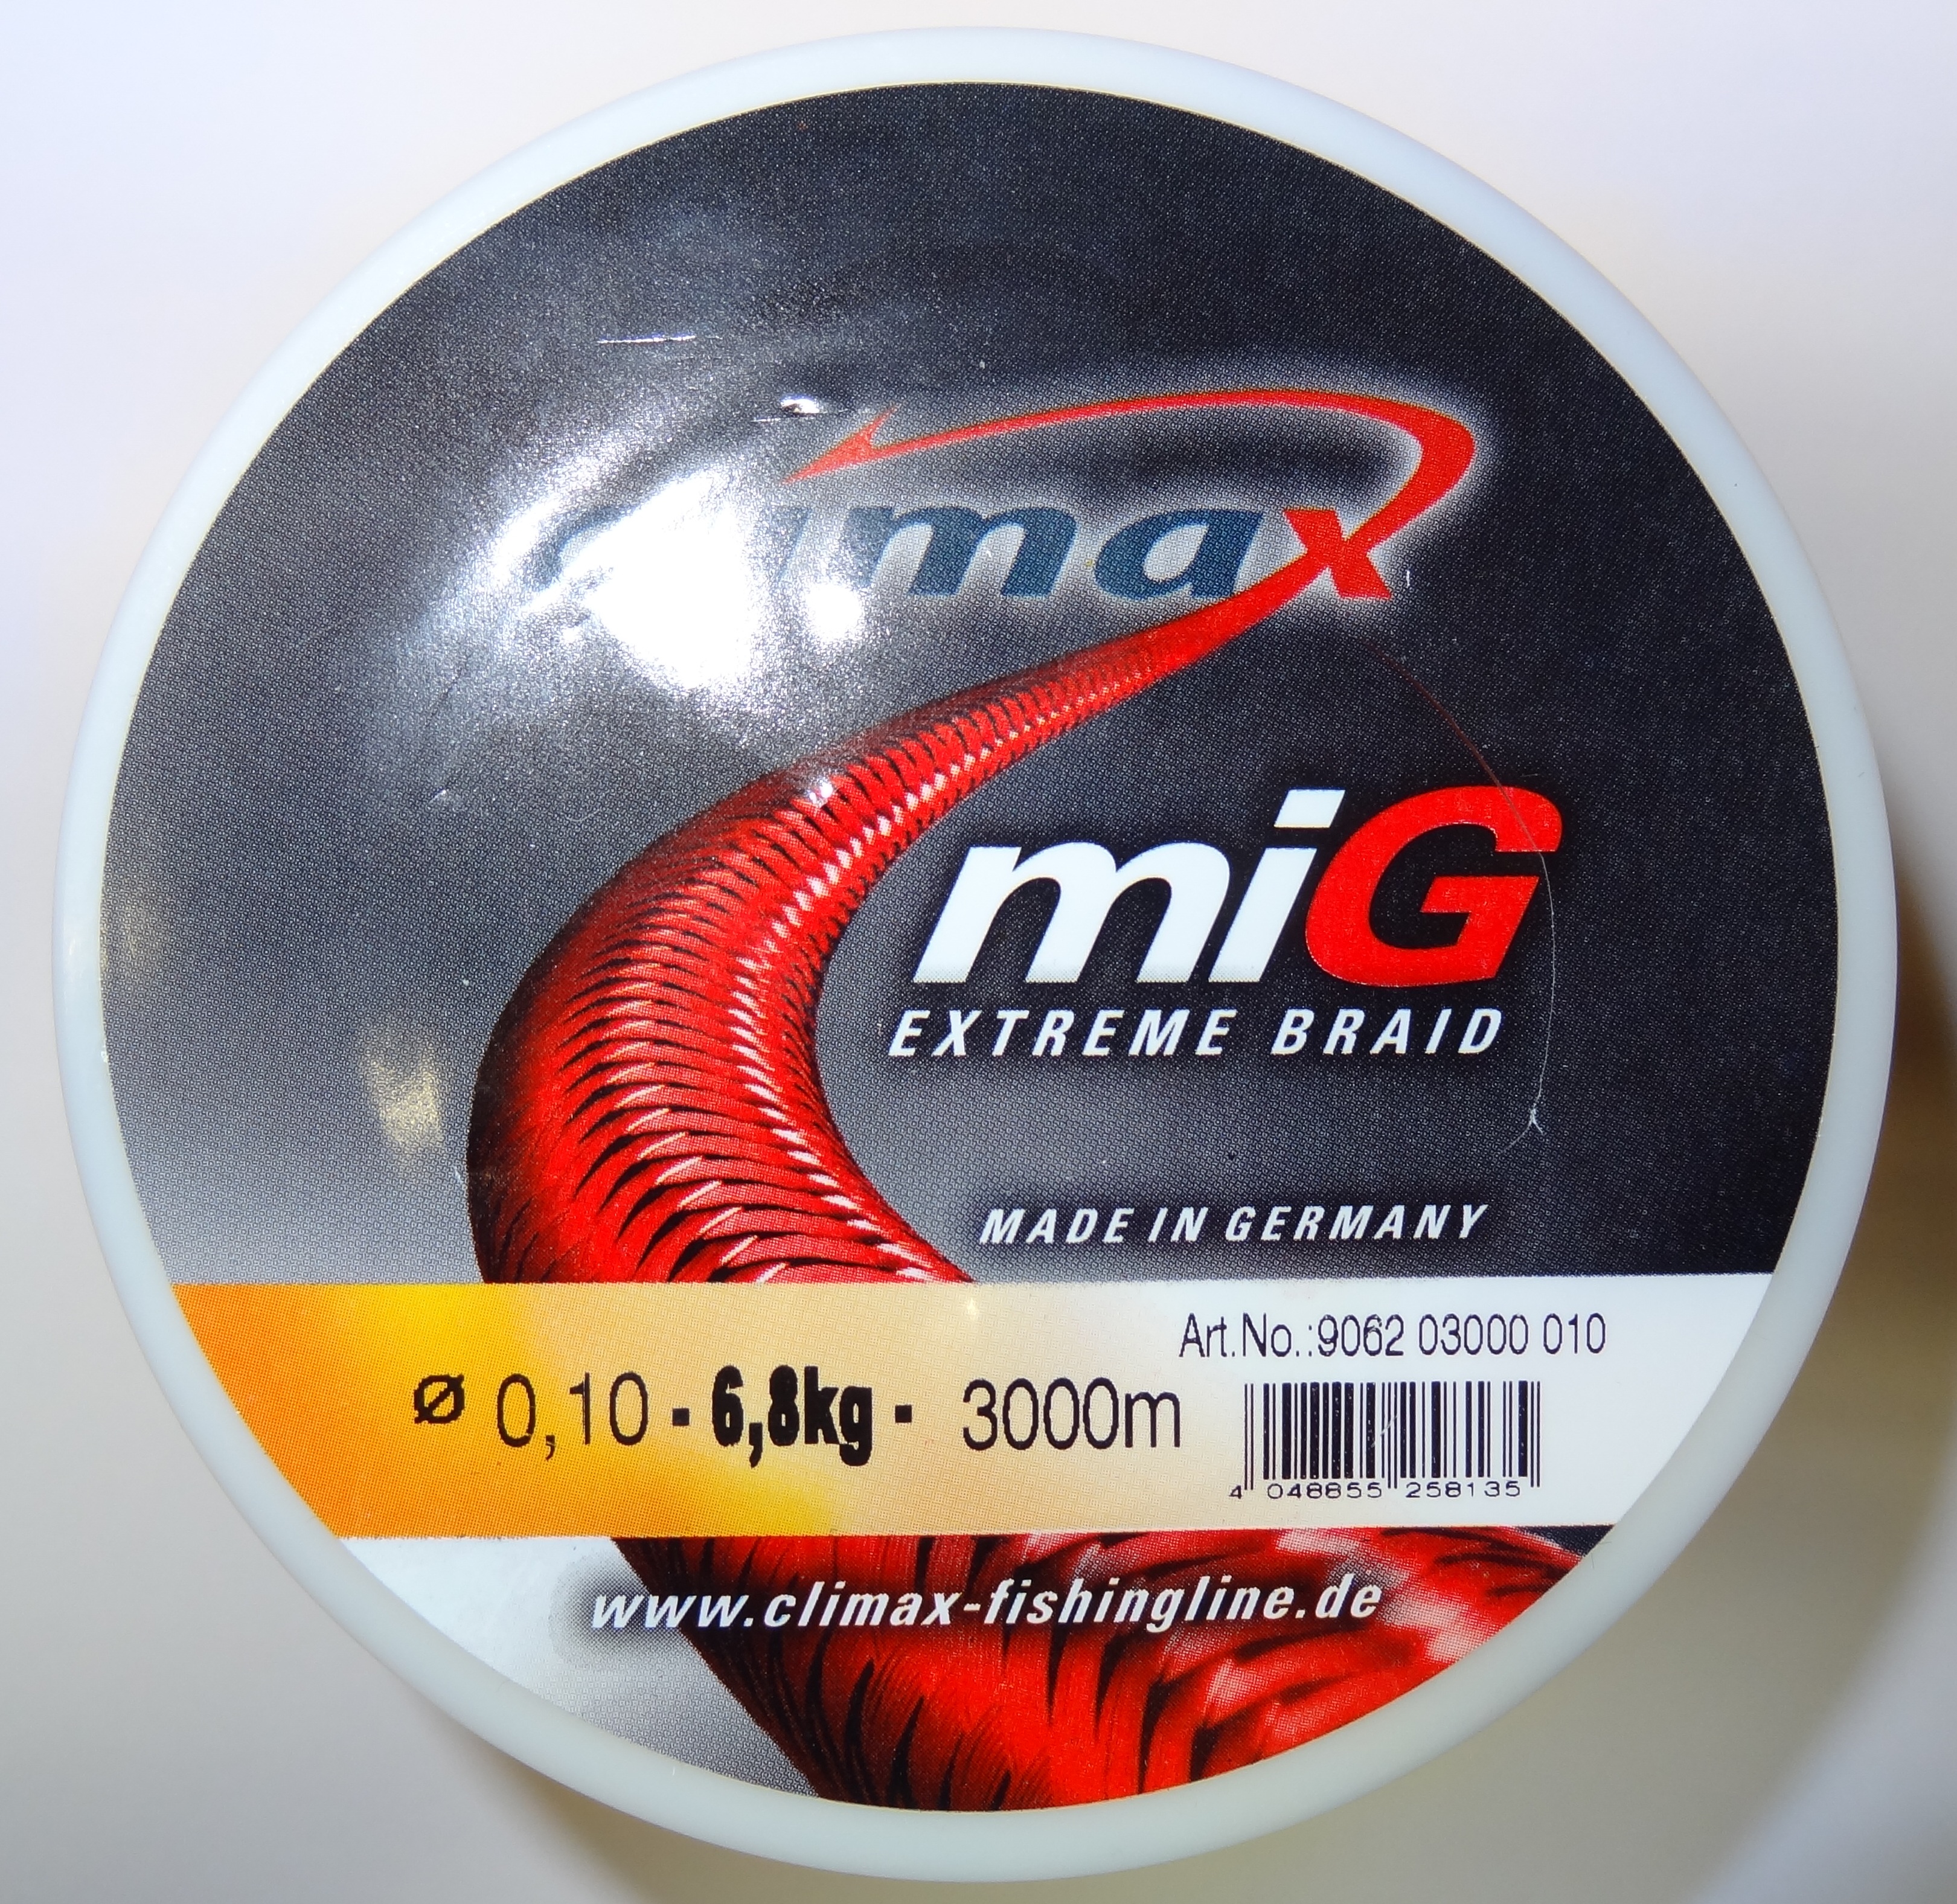 climax
miG
EXTREME BRAID
MADE IN GERMANY
Art.No.:9062 03000 010
ø 0,10 - 6,8kg - 3000m
4 048855 258135
www.climax-fishingline.de